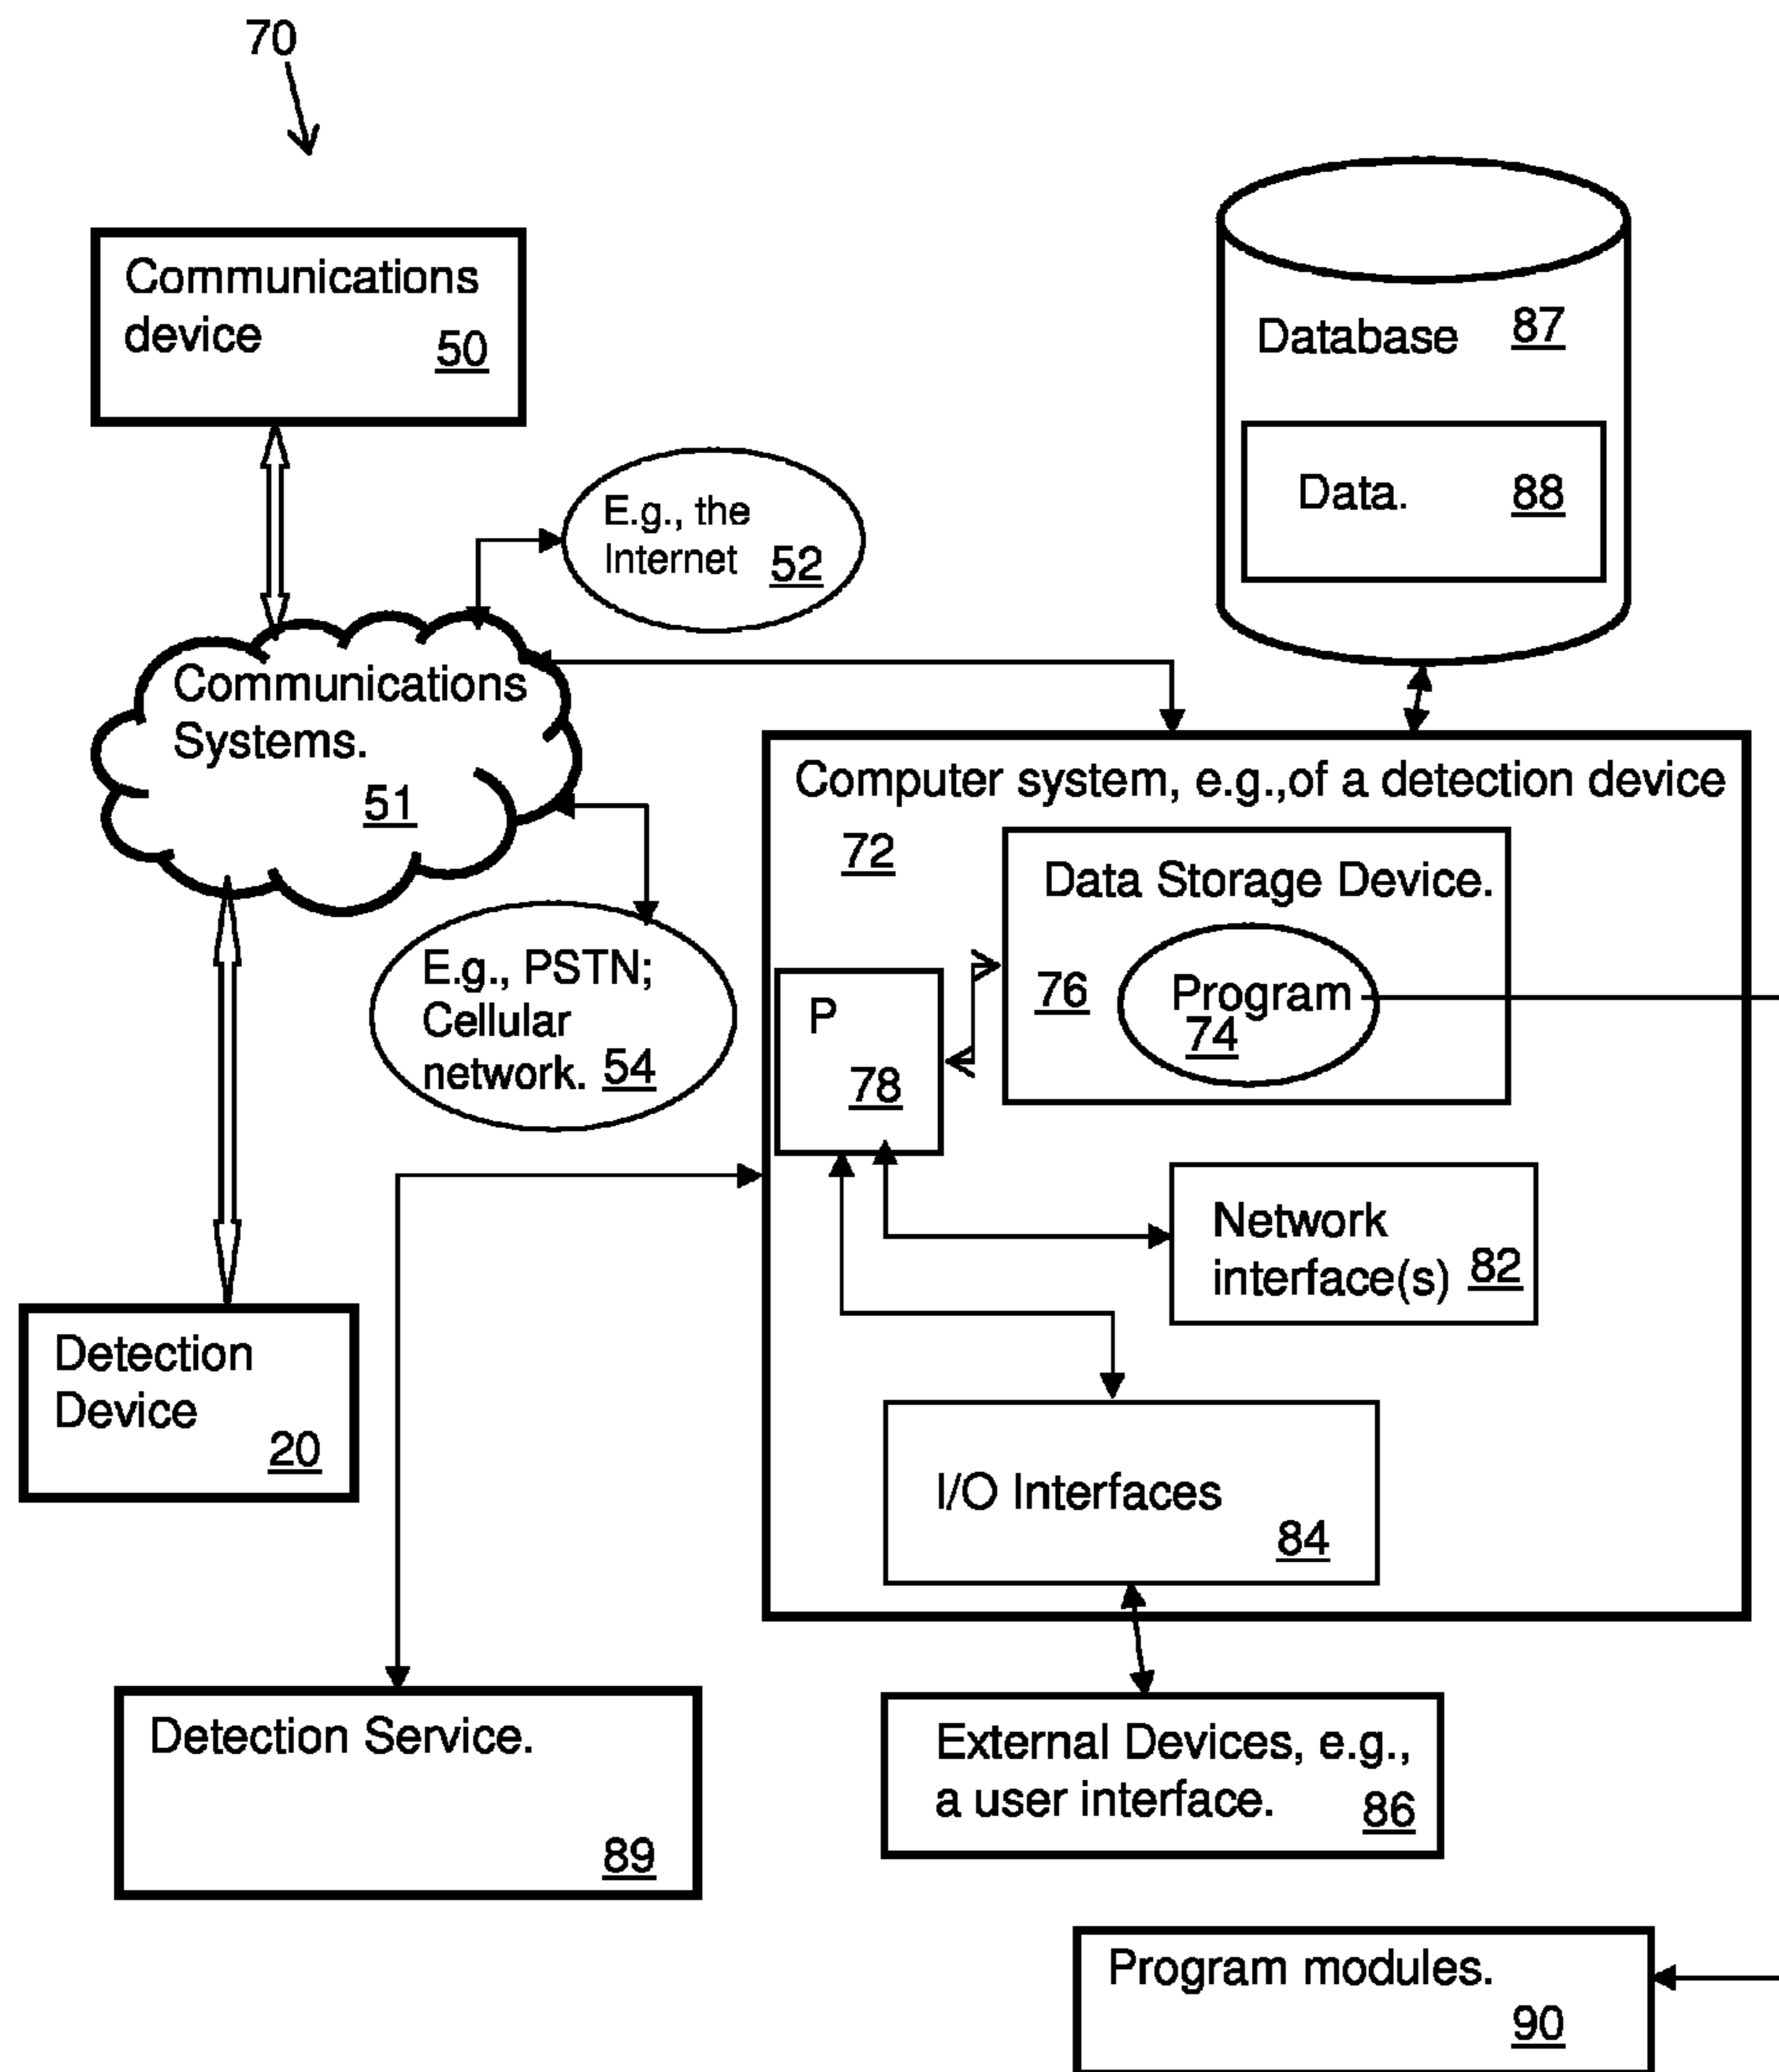 70
Communications
device
50
Database 87
Data. 88
E.g., the
Internet 52
Communications
Systems.
51
Computer system, e.g.,of a detection device
72
Data Storage Device.
76
Program
74
P
78
E.g., PSTN;
Cellular
network. 54
Network
interface(s) 82
Detection
Device
20
I/O Interfaces
84
Detection Service.
89
External Devices, e.g.,
a user interface. 86
Program modules.
90